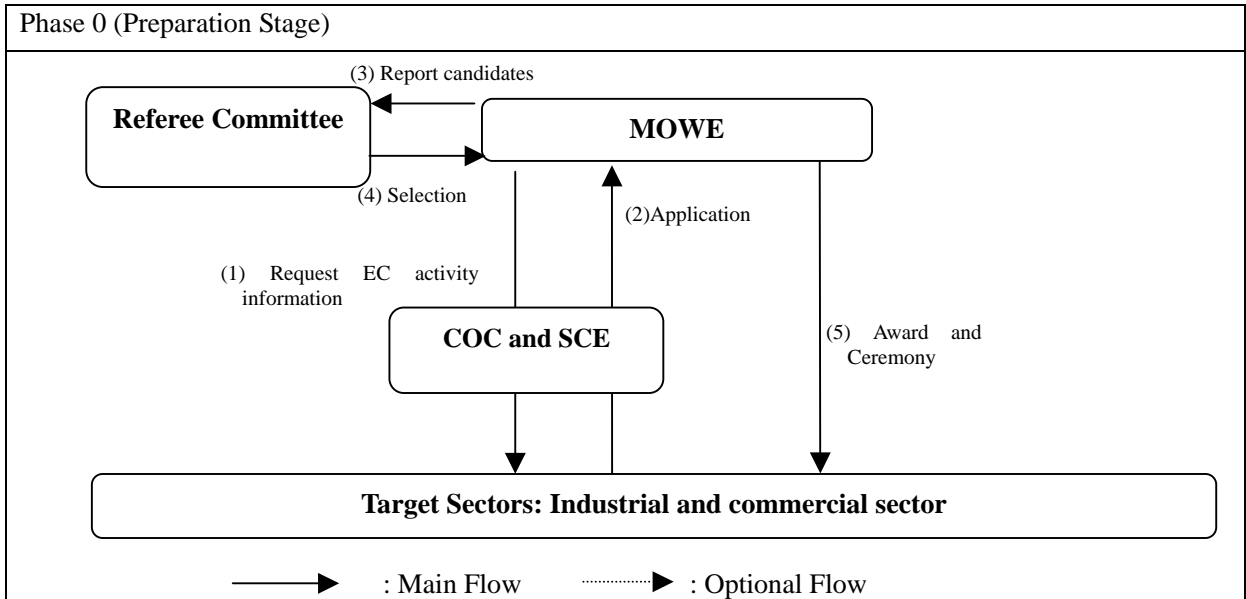 Phase 0 (Preparation Stage)
(3) Report candidates
Referee Committee
MOWE
(4) Selection
(2)Application
(1) Request EC activity
information
COC and SCE
(5) Award and
Ceremony
Target Sectors: Industrial and commercial sector
: Main Flow
: Optional Flow